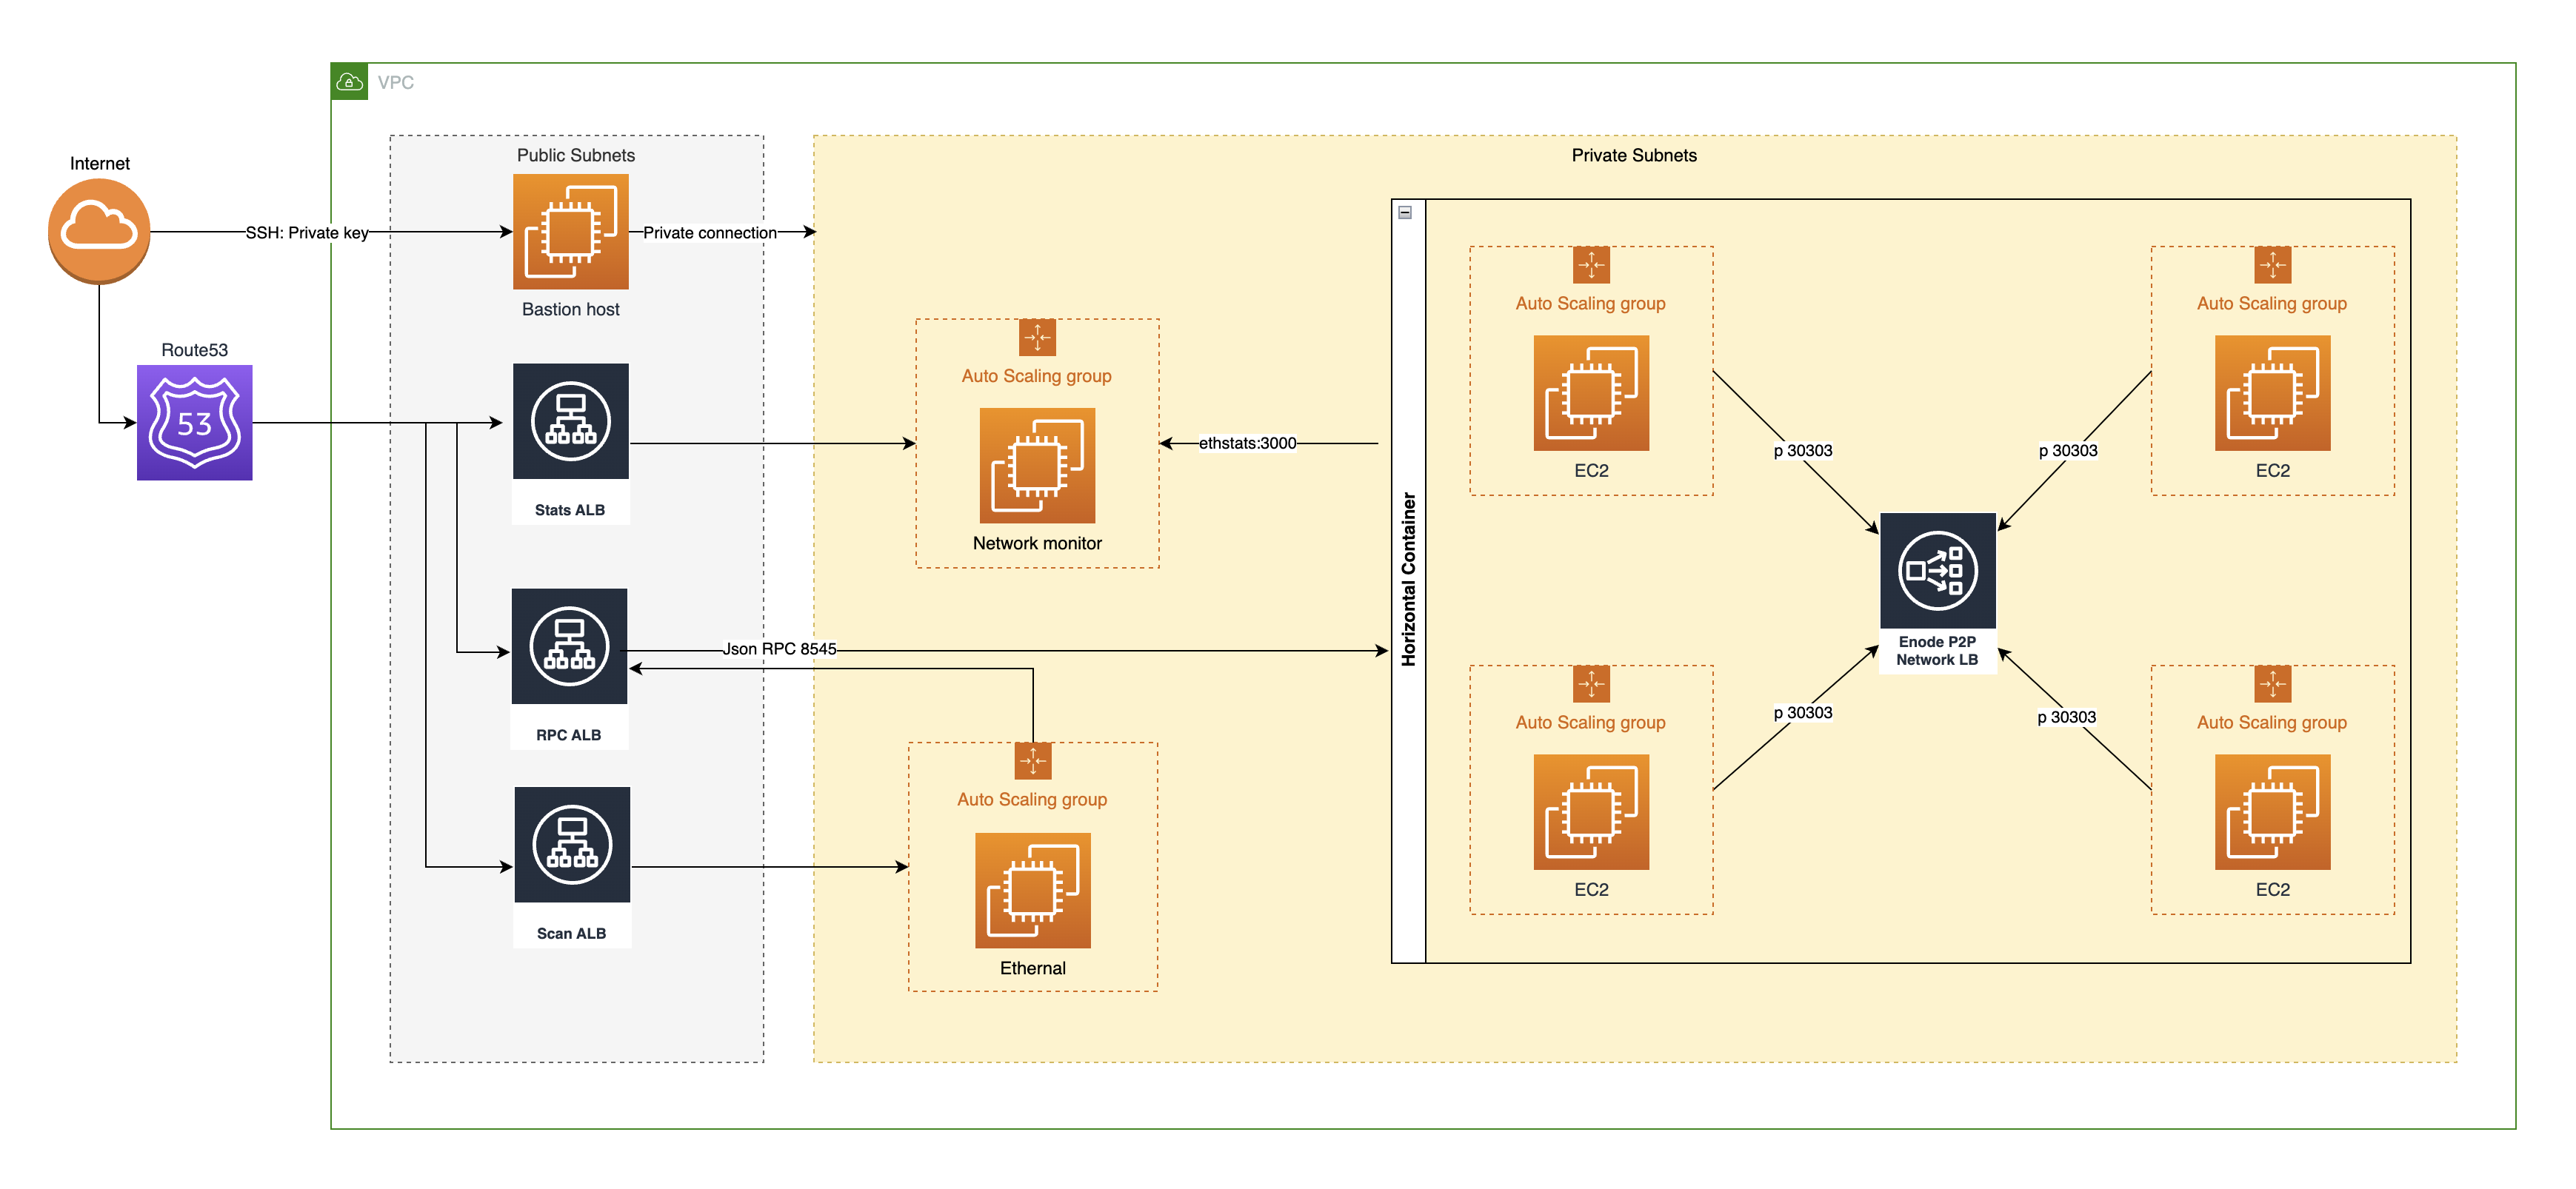 VPC
Internet
Public Subnets
Private Subnets
SSH: Private key
Private connection
Bastion host
Route53
53
Stats ALB
RPC ALB
Scan ALB
Auto Scaling group
Network monitor
ethstats:3000
Json RPC 8545
Auto Scaling group
Ethernal
Horizontal Container
Auto Scaling group
EC2
Auto Scaling group
EC2
p 30303
p 30303
Enode P2P
Network LB
p 30303
p 30303
Auto Scaling group
EC2
Auto Scaling group
EC2